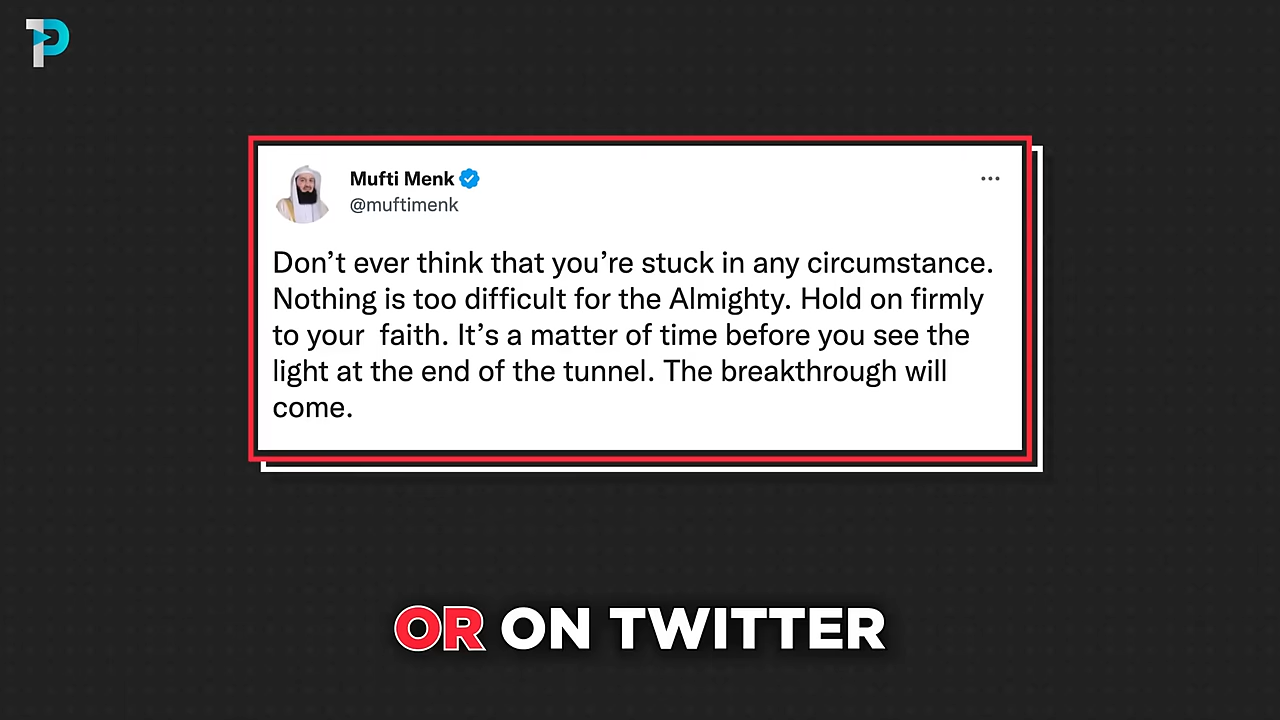 Mufti Menk
@muftimenk
Don’t ever think that you’re stuck in any circumstance.
Nothing is too difficult for the Almighty. Hold on firmly
to your  faith. It’s a matter of time before you see the
light at the end of the tunnel. The breakthrough will
come.
OR ON TWITTER